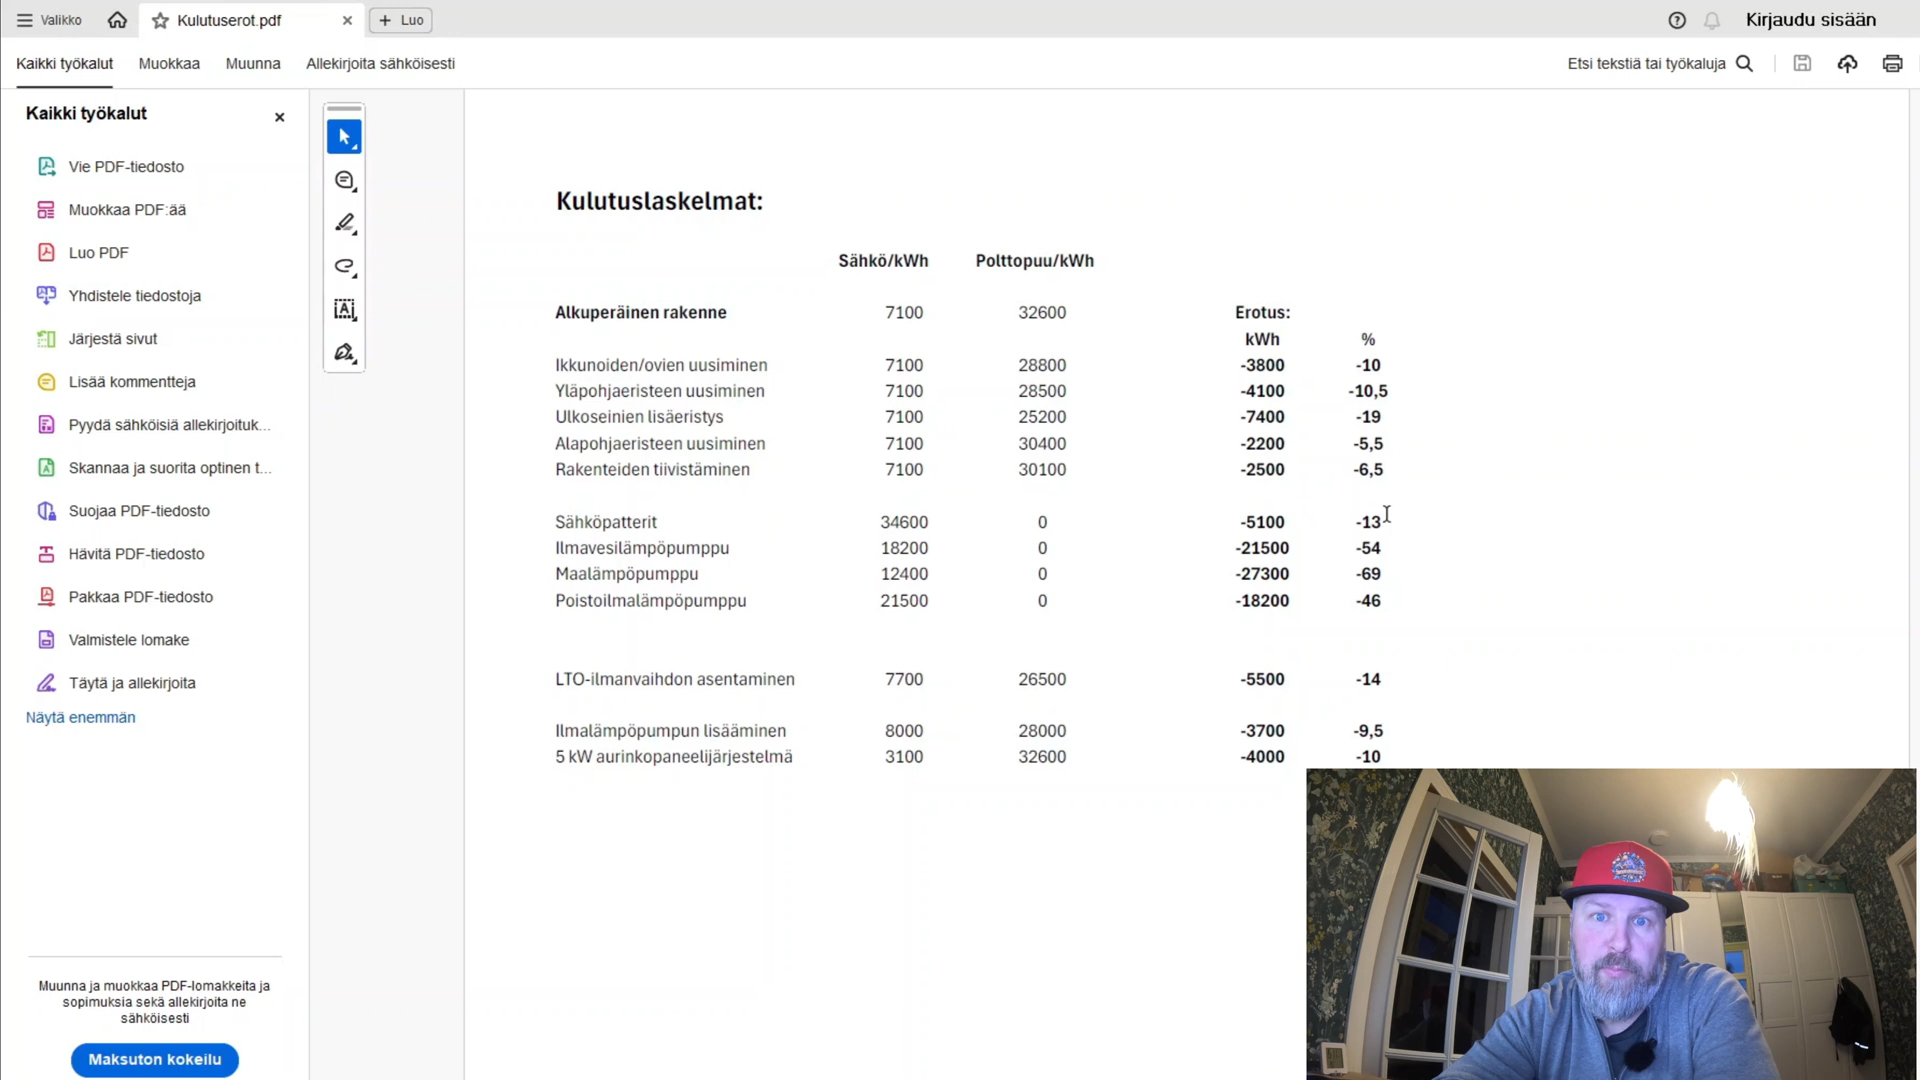 Valikko
Kulutuserot.pdf
Luo
Kirjaudu sisään
Kaikki työkalut
Muokkaa
Muunna
Allekirjoita sähköisesti
Etsi tekstiä tai työkaluja
Kaikki työkalut
Vie PDF-tiedosto
Muokkaa PDF:ää
Luo PDF
Yhdistele tiedostoja
Järjestä sivut
Lisää kommentteja
Pyydä sähköisiä allekirjoituk...
Skannaa ja suorita optinen t...
Suojaa PDF-tiedosto
Hävitä PDF-tiedosto
Pakkaa PDF-tiedosto
Valmistele lomake
Täytä ja allekirjoita
Näytä enemmän
Muunna ja muokkaa PDF-lomakkeita ja
sopimuksia sekä allekirjoita ne
sähköisesti
Maksuton kokeilu
Kulutuslaskelmat:
Sähkö/kWh Polttopuu/kWh
Alkuperäinen rakenne 7100 32600 Erotus:
kWh %
Ikkunoiden/ovien uusiminen 7100 28800 -3800 -10
Yläpohjaeristeen uusiminen 7100 28500 -4100 -10,5
Ulkoseinien lisäeristys 7100 25200 -7400 -19
Alapohjaeristeen uusiminen 7100 30400 -2200 -5,5
Rakenteiden tiivistäminen 7100 30100 -2500 -6,5
Sähköpatterit 34600 0 -5100 -13
Ilmavesilämpöpumppu 18200 0 -21500 -54
Maalämpöpumppu 12400 0 -27300 -69
Poistoilmalämpöpumppu 21500 0 -18200 -46
LTO-ilmanvaihdon asentaminen 7700 26500 -5500 -14
Ilmalämpöpumpun lisääminen 8000 28000 -3700 -9,5
5 kW aurinkopaneelijärjestelmä 3100 32600 -4000 -10